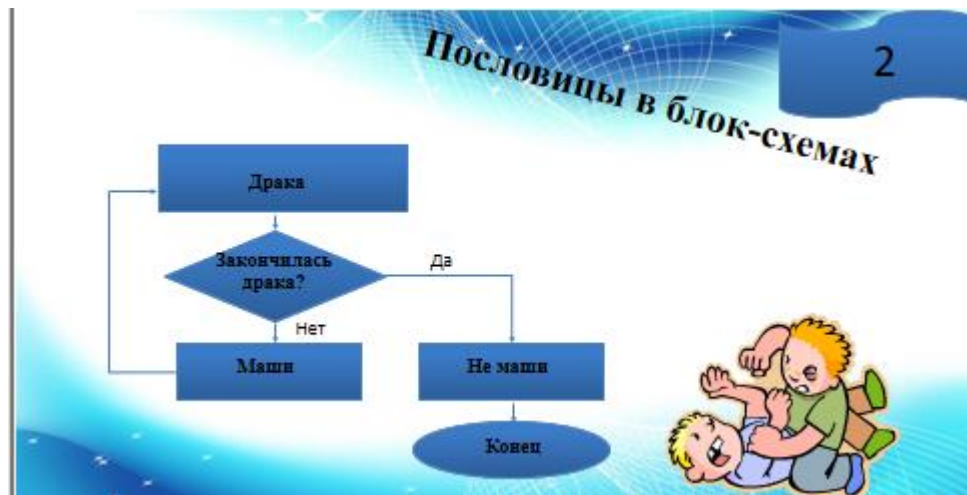 Пословицы в блок-схемах
2
Драка
Закончилась
драка?
Да
Нет
Маши
Не маши
Конец